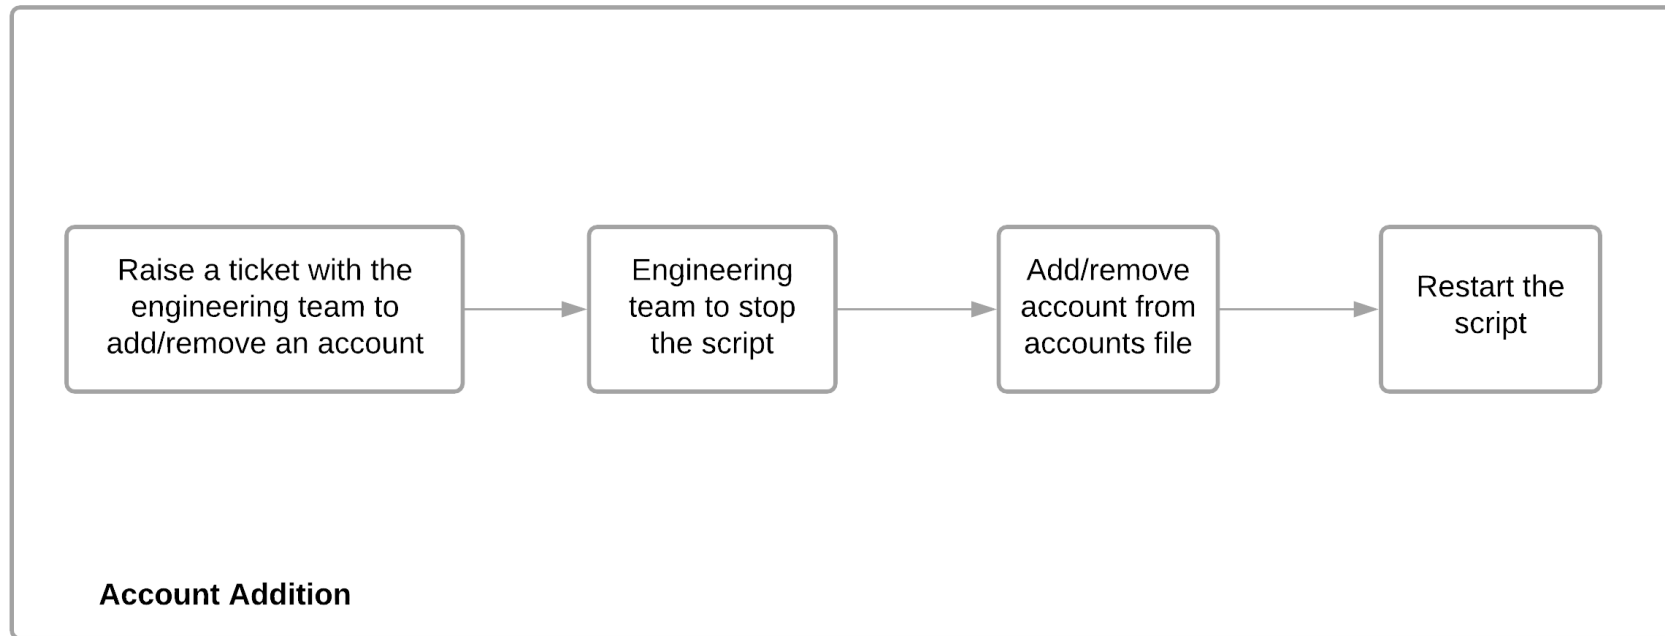 Raise a ticket with the
engineering team to
add/remove an account
Engineering
team to stop
the script
Add/remove
account from
accounts file
Restart the
script
Account Addition